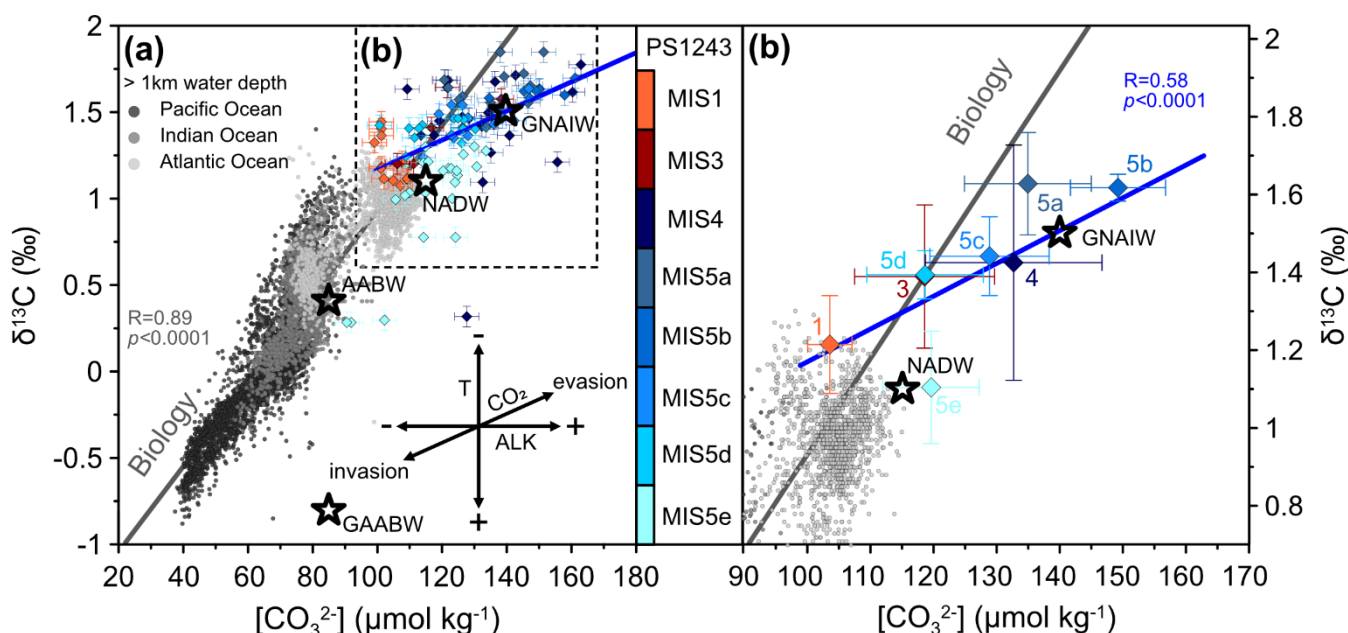 (a)
> 1km water depth
Pacific Ocean
Indian Ocean
Atlantic Ocean
(b)
GNAIW
NADW
AABW
R=0.89
p<0.0001
Biology
GAABW
-
T
CO₂
evasion
-
ALK
+
invasion
+
2
1.5
1
0.5
0
-0.5
-1
δ¹³C (‰)
20 40 60 80 100 120 140 160 180
[CO₃²⁻] (µmol kg⁻¹)
PS1243
MIS1
MIS3
MIS4
MIS5a
MIS5b
MIS5c
MIS5d
MIS5e
(b)
Biology
R=0.58
p<0.0001
5b
5a
GNAIW
5c
5d
4
3
1
NADW
5e
2
1.8
1.6
1.4
1.2
1
0.8
δ¹³C (‰)
90 100 110 120 130 140 150 160 170
[CO₃²⁻] (µmol kg⁻¹)